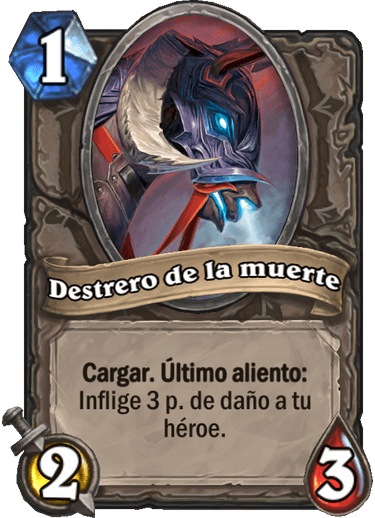 1
Destrero de la muerte
Cargar. Último aliento:
Inflige 3 p. de daño a tu
héroe.
2
3